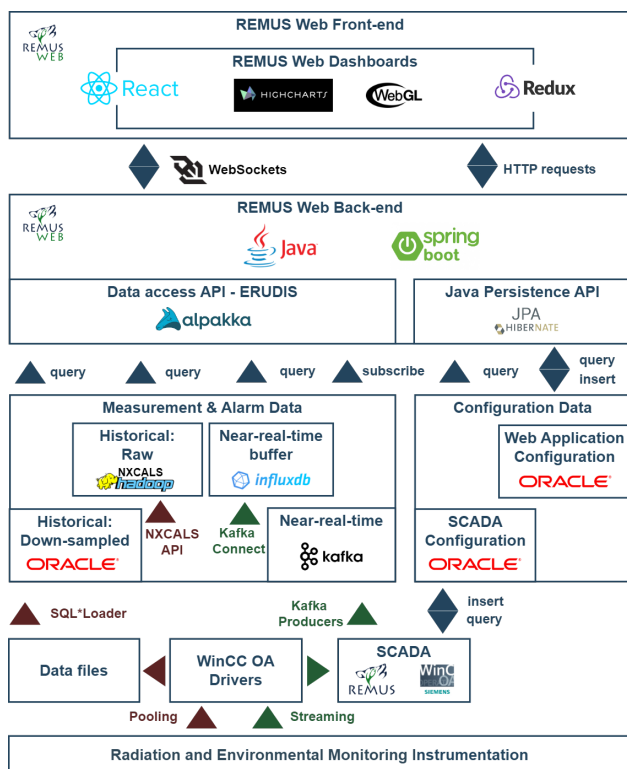 REMUS Web Front-end
REMUS
WEB
REMUS Web Dashboards
React
HIGHCHARTS
WebGL
Redux
WebSockets
HTTP requests
REMUS Web Back-end
REMUS
WEB
Java
spring
boot
Data access API - ERUDIS
alpakka
Java Persistence API
JPA
HIBERNATE
query
query
query
subscribe
query
query
insert
Measurement & Alarm Data
Historical:
Raw
NXCALS
hadoop
Near-real-time
buffer
influxdb
Historical:
Down-sampled
ORACLE
NXCALS
API
Kafka
Connect
Near-real-time
kafka
Configuration Data
Web Application
Configuration
ORACLE
SCADA
Configuration
ORACLE
SQL*Loader
Kafka
Producers
insert
query
Data files
WinCC OA
Drivers
SCADA
REMUS
WinCC
OA
SIEMENS
Pooling
Streaming
Radiation and Environmental Monitoring Instrumentation